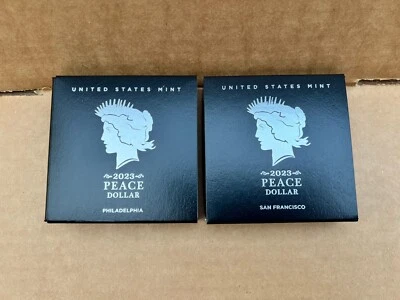 UNITED STATES MINT
2023
PEACE
DOLLAR
PHILADELPHIA
UNITED STATES MINT
2023
PEACE
DOLLAR
SAN FRANCISCO